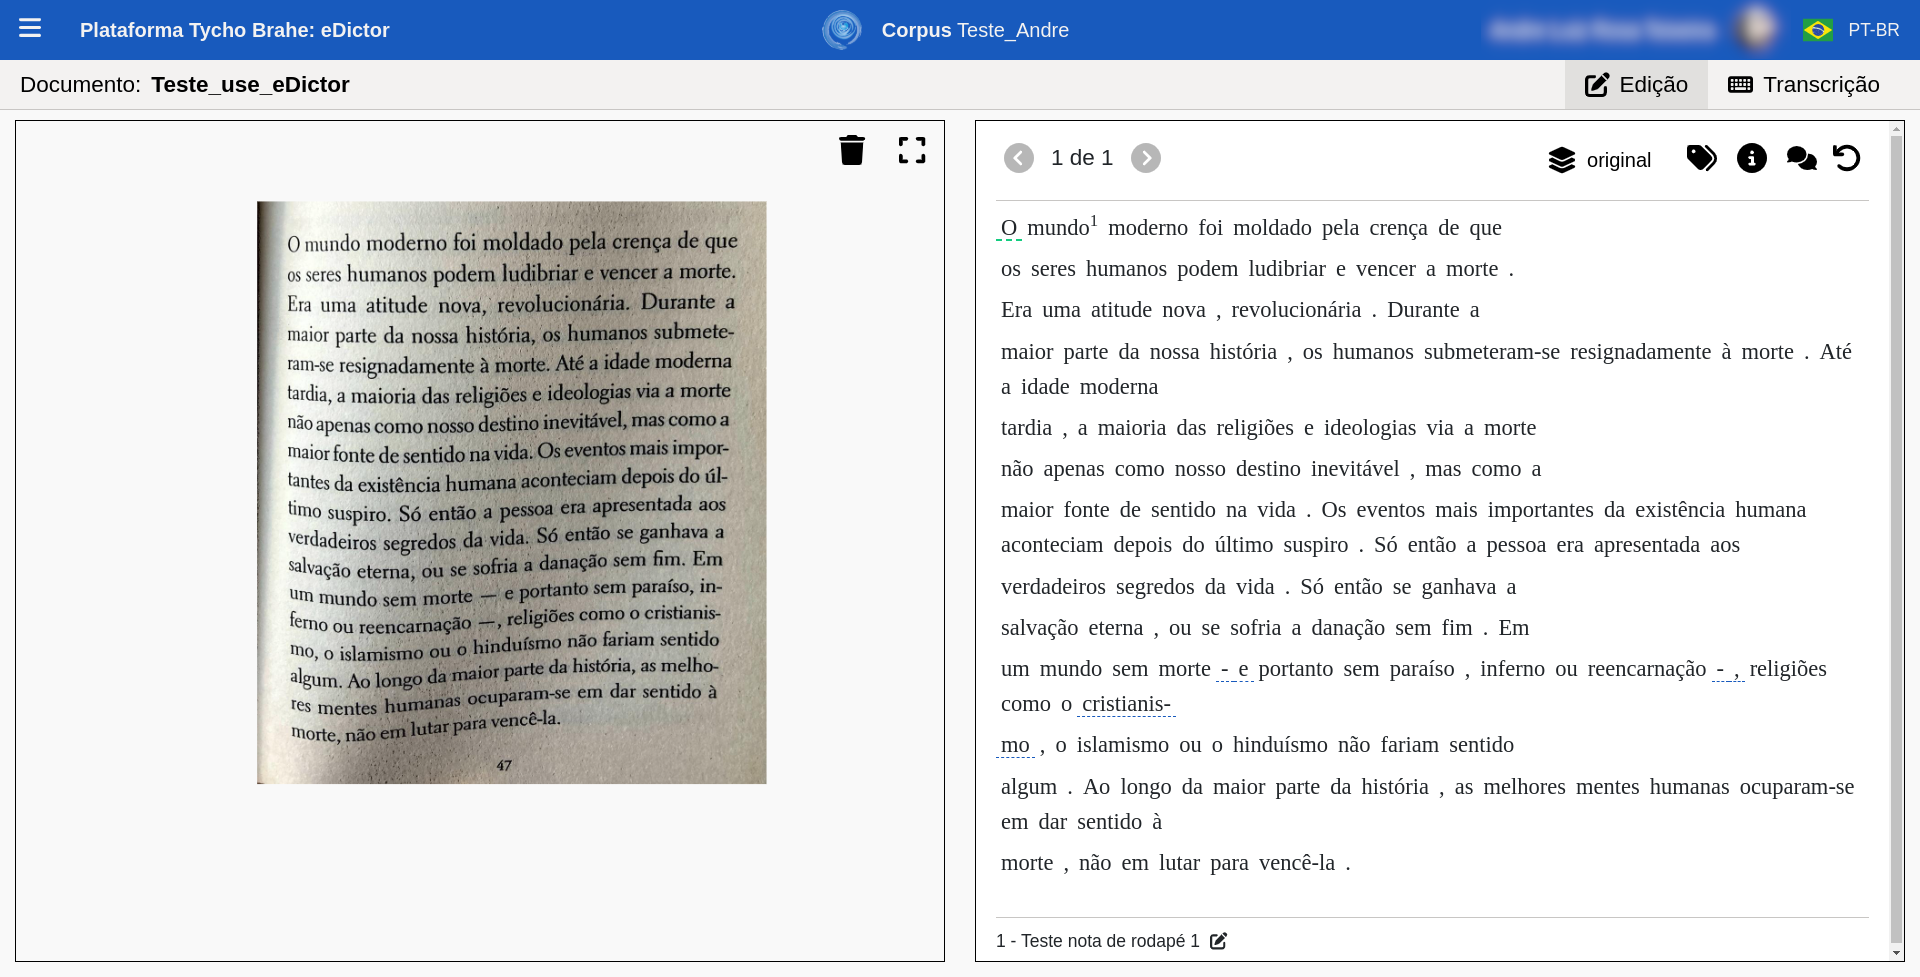 Plataforma Tycho Brahe: eDictor
Corpus Teste_Andre
PT-BR
Documento: Teste_use_eDictor
Edição
Transcrição
O mundo moderno foi moldado pela crença de que
os seres humanos podem ludibriar e vencer a morte.
Era uma atitude nova, revolucionária. Durante a
maior parte da nossa história, os humanos submete-
ram-se resignadamente à morte. Até a idade moderna
tardia, a maioria das religiões e ideologias via a morte
não apenas como nosso destino inevitável, mas como a
maior fonte de sentido na vida. Os eventos mais impor-
tantes da existência humana aconteciam depois do úl-
timo suspiro. Só então a pessoa era apresentada aos
verdadeiros segredos da vida. Só então se ganhava a
salvação eterna, ou se sofria a danação sem fim. Em
um mundo sem morte — e portanto sem paraíso, in-
ferno ou reencarnação —, religiões como o cristianis-
mo, o islamismo ou o hinduísmo não fariam sentido
algum. Ao longo da maior parte da história, as melho-
res mentes humanas ocuparam-se em dar sentido à
morte, não em lutar para vencê-la.
47
1 de 1
original
O mundo1 moderno foi moldado pela crença de que
os seres humanos podem ludibriar e vencer a morte .
Era uma atitude nova , revolucionária . Durante a
maior parte da nossa história , os humanos submeteram-se resignadamente à morte . Até
a idade moderna
tardia , a maioria das religiões e ideologias via a morte
não apenas como nosso destino inevitável , mas como a
maior fonte de sentido na vida . Os eventos mais importantes da existência humana
aconteciam depois do último suspiro . Só então a pessoa era apresentada aos
verdadeiros segredos da vida . Só então se ganhava a
salvação eterna , ou se sofria a danação sem fim . Em
um mundo sem morte - e portanto sem paraíso , inferno ou reencarnação - , religiões
como o cristianis-
mo , o islamismo ou o hinduísmo não fariam sentido
algum . Ao longo da maior parte da história , as melhores mentes humanas ocuparam-se
em dar sentido à
morte , não em lutar para vencê-la .
1 - Teste nota de rodapé 1